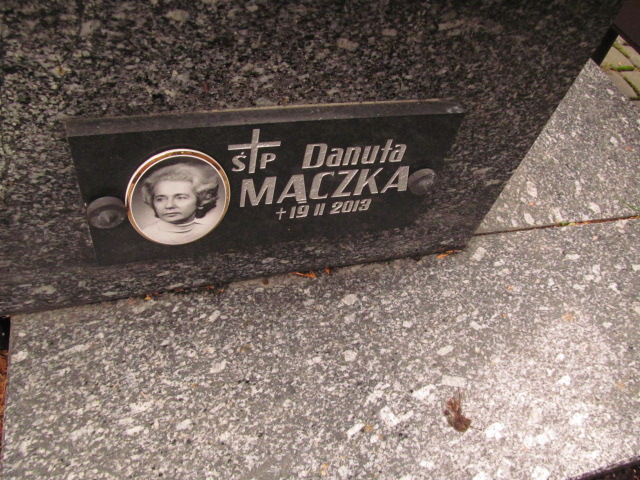 ŚP Danuta
MĄCZKA
+ 19 II 2013